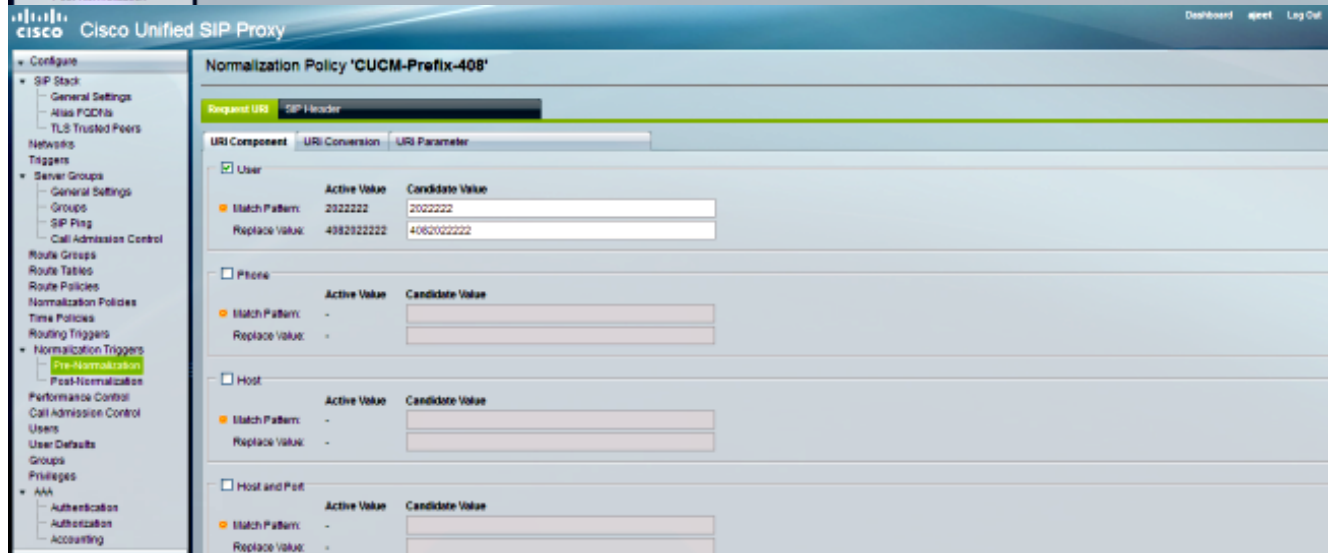 Dashboard ajeet Log Out
cisco Cisco Unified SIP Proxy
Configure
SIP Stack
General Settings
Alias FQDNs
TLS Trusted Peers
Networks
Triggers
Server Groups
General Settings
Groups
SIP Ping
Call Admission Control
Route Groups
Route Tables
Route Policies
Normalization Policies
Time Policies
Routing Triggers
Normalization Triggers
Pre-Normalization
Post-Normalization
Performance Control
Call Admission Control
Users
User Defaults
Groups
Privileges
AAA
Authentication
Authorization
Accounting
Normalization Policy 'CUCM-Prefix-408'
Request URI SIP Header
URI Component URI Conversion URI Parameter
User
Active Value Candidate Value
Match Pattern: 2022222 2022222
Replace Value: 4082022222 4082022222
Phone
Active Value Candidate Value
Match Pattern: -
Replace Value: -
Host
Active Value Candidate Value
Match Pattern: -
Replace Value: -
Host and Port
Active Value Candidate Value
Match Pattern: -
Replace Value: -